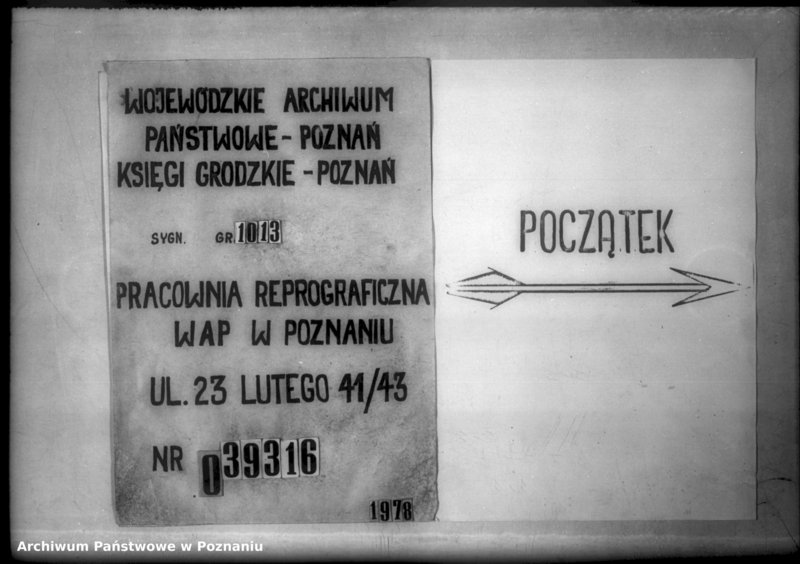 WOJEWÓDZKIE ARCHIWUM
PAŃSTWOWE - POZNAŃ
KSIĘGI GRODZKIE - POZNAŃ
SYGN. GR. 1013
PRACOWNIA REPROGRAFICZNA
WAP W POZNANIU
UL. 23 LUTEGO 41/43
NR 039316
1978
POCZĄTEK
Archiwum Państwowe w Poznaniu